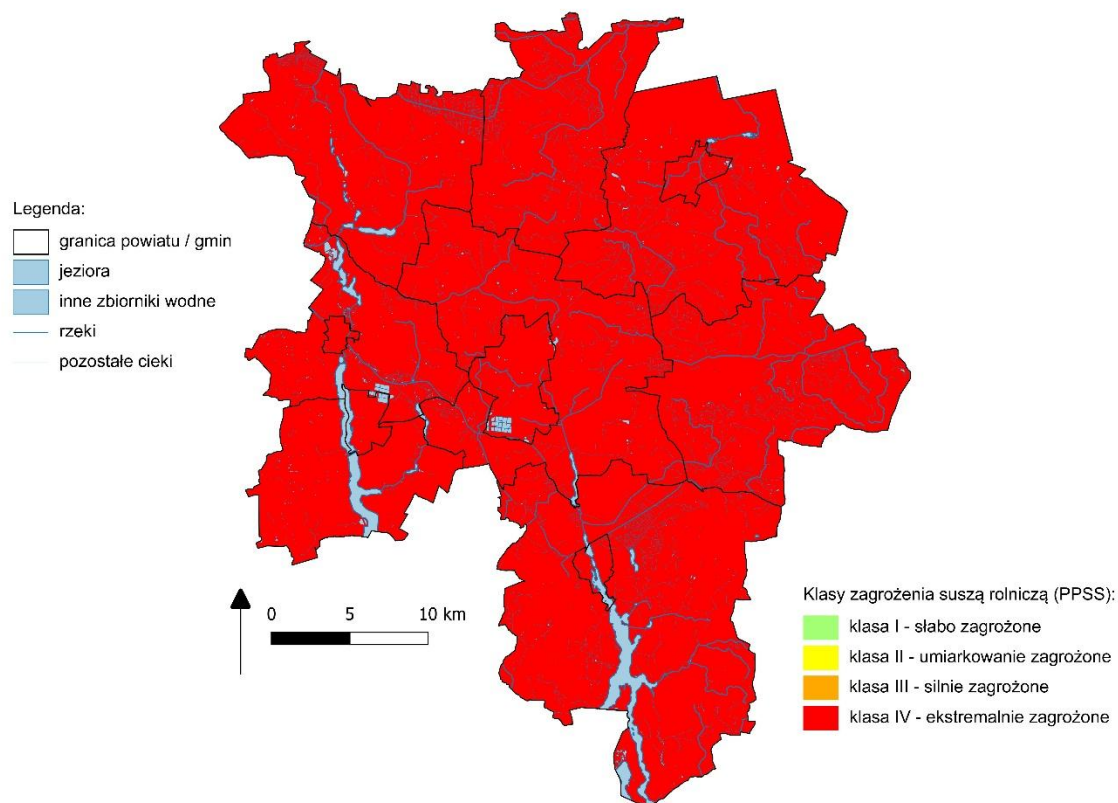 Legenda:
granica powiatu / gmin
jeziora
inne zbiorniki wodne
rzeki
pozostałe cieki
0 5 10 km
Klasy zagrożenia suszą rolniczą (PPSS):
klasa I - słabo zagrożone
klasa II - umiarkowanie zagrożone
klasa III - silnie zagrożone
klasa IV - ekstremalnie zagrożone